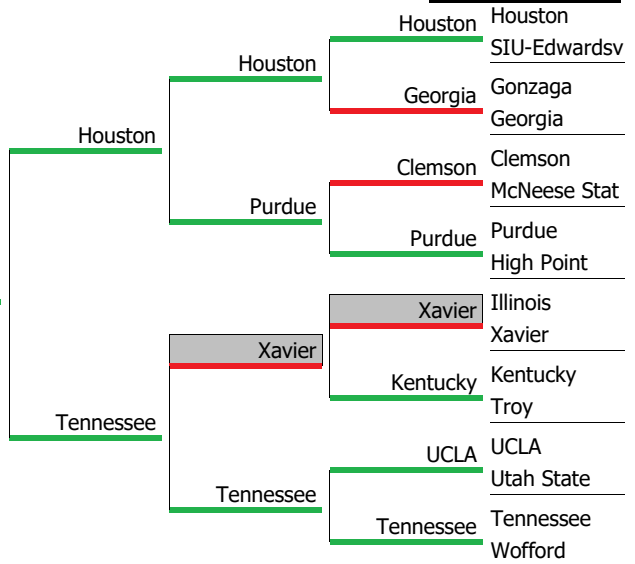 Houston
Houston
SIU-Edwardsv
Houston
Georgia
Gonzaga
Georgia
Houston
Clemson
Clemson
McNeese Stat
Purdue
Purdue
Purdue
High Point
Xavier
Illinois
Xavier
Xavier
Kentucky
Kentucky
Troy
Tennessee
UCLA
UCLA
Utah State
Tennessee
Tennessee
Tennessee
Wofford